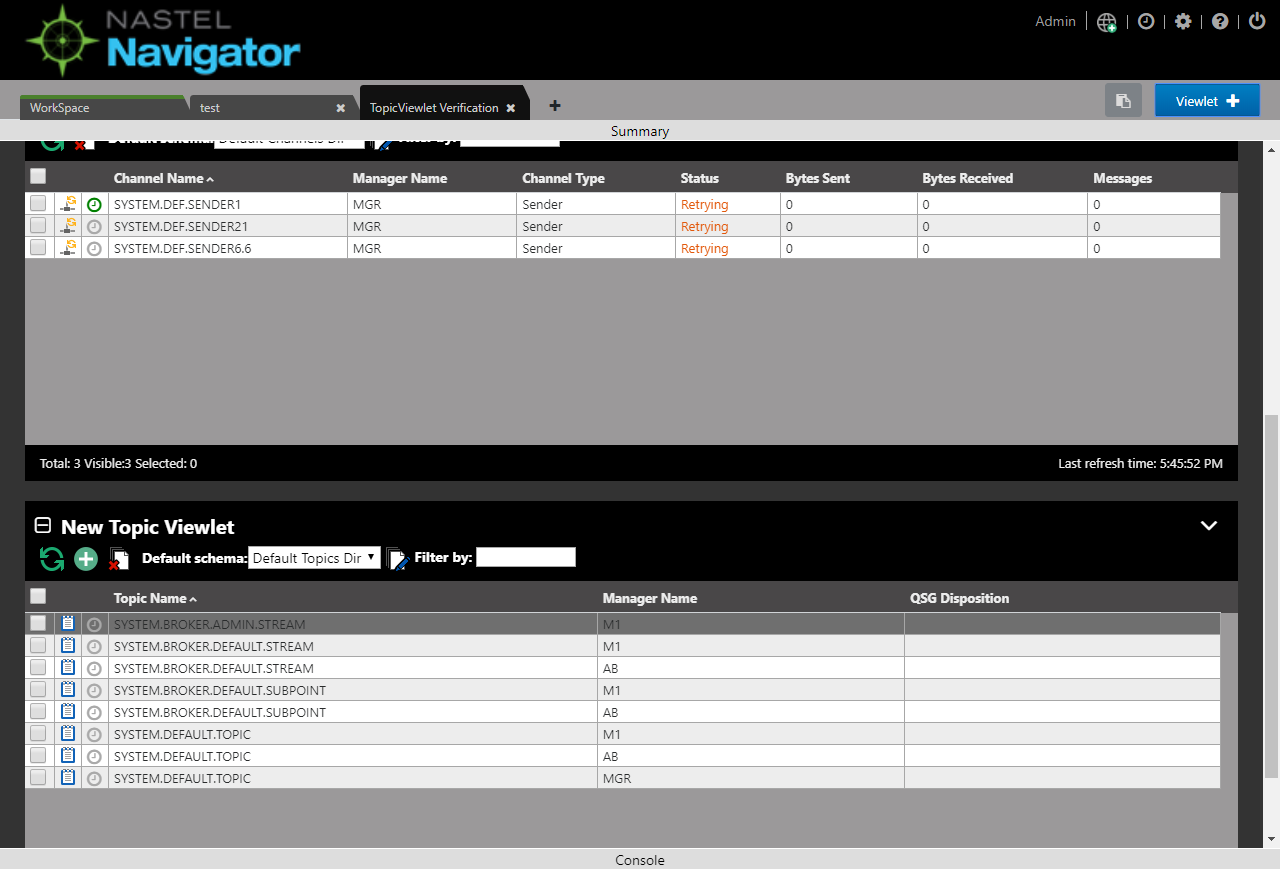 NASTEL
Navigator
Admin
WorkSpace test TopicViewlet Verification Viewlet
Summary
Default schema: Default Channels Dir Filter by:
Channel Name Manager Name Channel Type Status Bytes Sent Bytes Received Messages
SYSTEM.DEF.SENDER1 MGR Sender Retrying 0 0 0
SYSTEM.DEF.SENDER21 MGR Sender Retrying 0 0 0
SYSTEM.DEF.SENDER6.6 MGR Sender Retrying 0 0 0
Total: 3 Visible:3 Selected: 0 Last refresh time: 5:45:52 PM
New Topic Viewlet
Default schema: Default Topics Dir Filter by:
Topic Name Manager Name QSG Disposition
SYSTEM.BROKER.ADMIN.STREAM M1
SYSTEM.BROKER.DEFAULT.STREAM M1
SYSTEM.BROKER.DEFAULT.STREAM AB
SYSTEM.BROKER.DEFAULT.SUBPOINT M1
SYSTEM.BROKER.DEFAULT.SUBPOINT AB
SYSTEM.DEFAULT.TOPIC M1
SYSTEM.DEFAULT.TOPIC AB
SYSTEM.DEFAULT.TOPIC MGR
Console